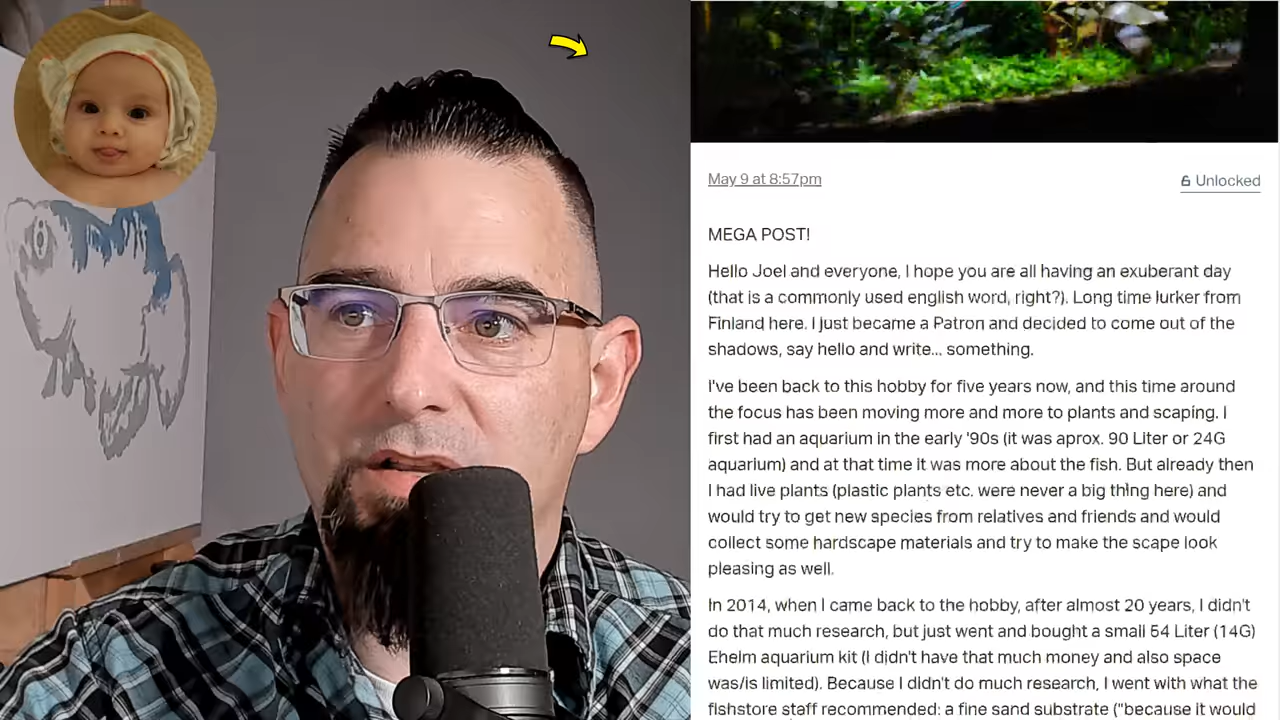 May 9 at 8:57pm
Unlocked
MEGA POST!
Hello Joel and everyone, I hope you are all having an exuberant day
(that is a commonly used english word, right?). Long time lurker from
Finland here. I just became a Patron and decided to come out of the
shadows, say hello and write... something.
I've been back to this hobby for five years now, and this time around
the focus has been moving more and more to plants and scaping. I
first had an aquarium in the early '90s (it was aprox. 90 Liter or 24G
aquarium) and at that time it was more about the fish. But already then
I had live plants (plastic plants etc. were never a big thing here) and
would try to get new species from relatives and friends and would
collect some hardscape materials and try to make the scape look
pleasing as well.
In 2014, when I came back to the hobby, after almost 20 years, I didn't
do that much research, but just went and bought a small 54 Liter (14G)
Ehelm aquarium kit (I didn't have that much money and also space
was/is limited). Because I didn't do much research, I went with what the
fishstore staff recommended: a fine sand substrate ("because it would